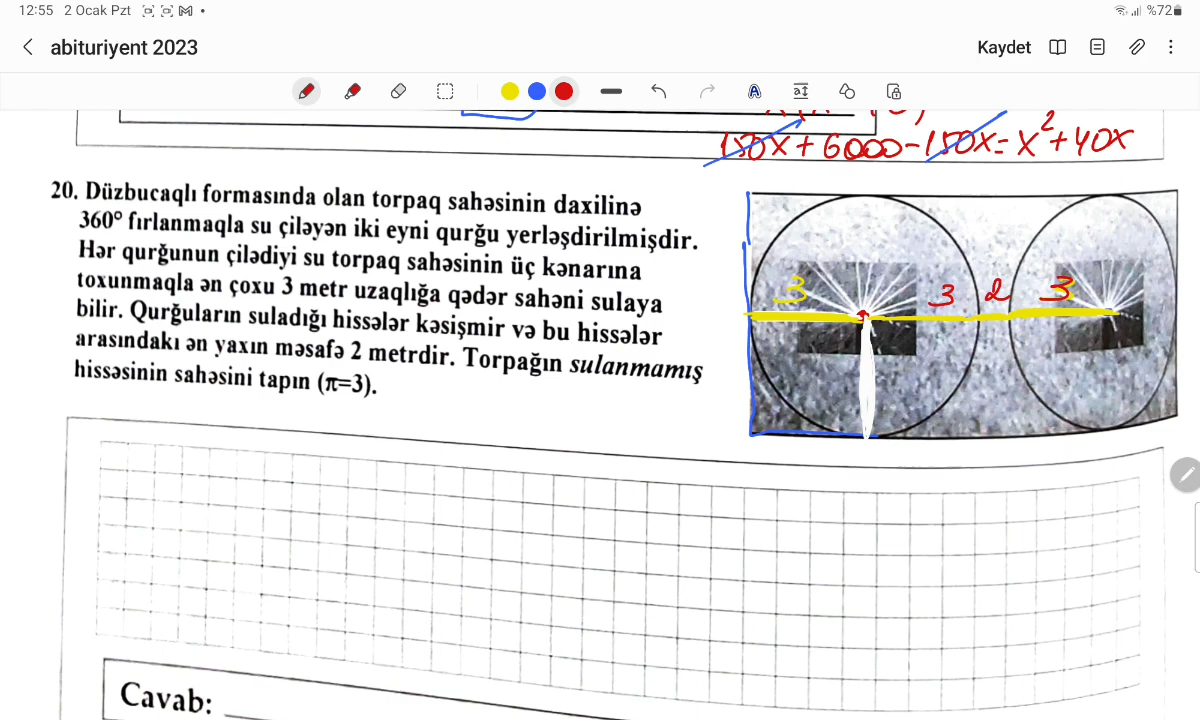 12:55 2 Ocak Pzt %72
abituriyent 2023
Kaydet
150x+6000-150x=x²+40x
20. Düzbucaqlı formasında olan torpaq sahəsinin daxilinə
360° fırlanmaqla su çiləyən iki eyni qurğu yerləşdirilmişdir.
Hər qurğunun çilədiyi su torpaq sahəsinin üç kənarına
toxunmaqla ən çoxu 3 metr uzaqlığa qədər sahəni sulaya
bilir. Qurğuların suladığı hissələr kəsişmir və bu hissələr
arasındakı ən yaxın məsafə 2 metrdir. Torpağın sulanmamış
hissəsinin sahəsini tapın (π=3).
3 3 2 3
Cavab: